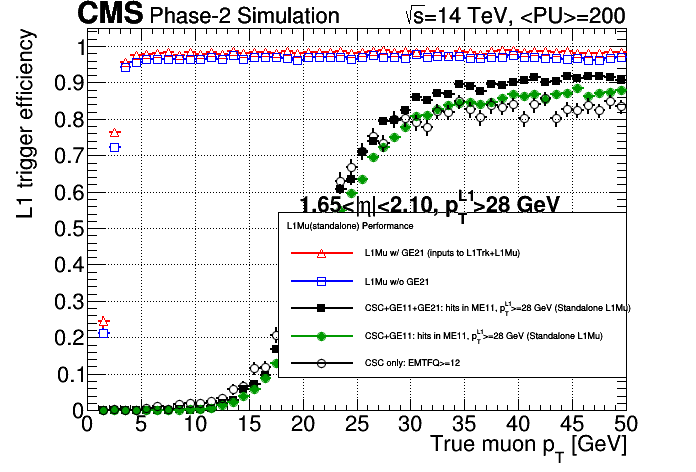 CMS Phase-2 Simulation √s=14 TeV, <PU>>=200
L1 trigger efficiency
1
0.9
0.8
0.7
0.6
0.5
0.4
0.3
0.2
0.1
0
1.65<|η|<2.10, p_T^L1>28 GeV
L1Mu(standalone) Performance
L1Mu w/ GE21 (inputs to L1Trk+L1Mu)
L1Mu w/o GE21
CSC+GE11+GE21: hits in ME11, p_T^L1>=28 GeV (Standalone L1Mu)
CSC+GE11: hits in ME11, p_T^L1>=28 GeV (Standalone L1Mu)
CSC only: EMTFQ>=12
0 5 10 15 20 25 30 35 40 45 50
True muon p_T [GeV]